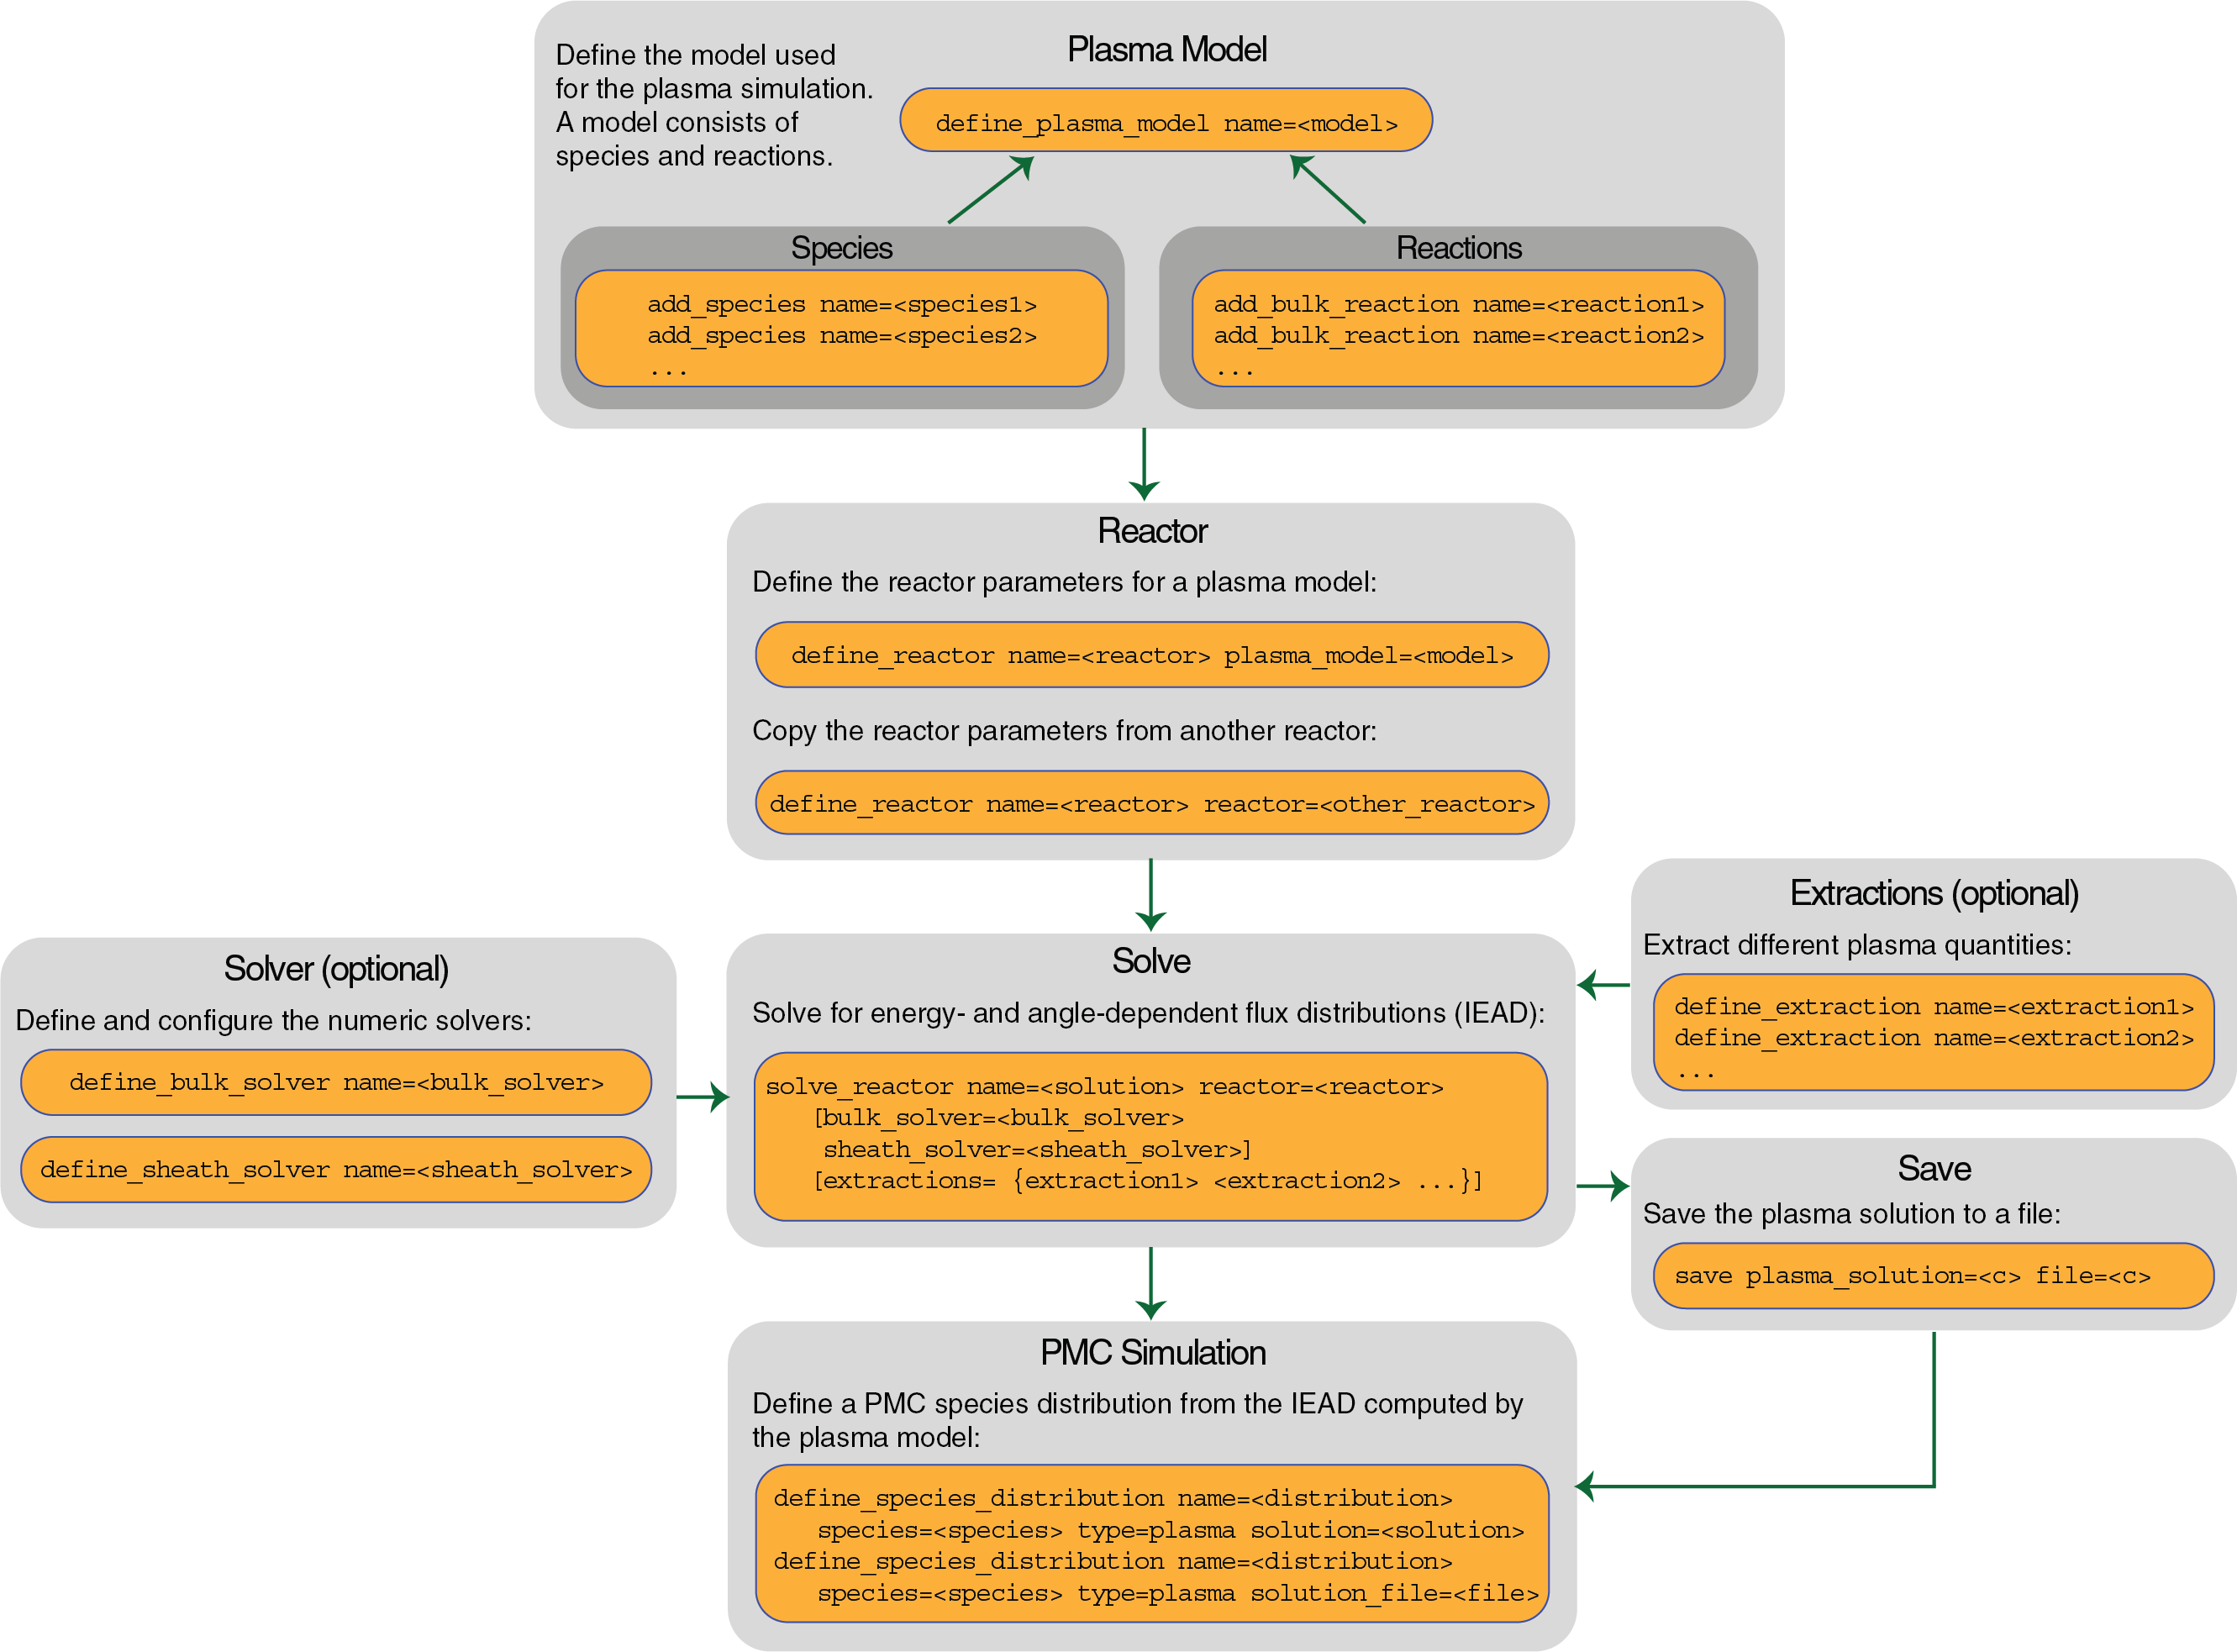 Plasma Model
Define the model used
for the plasma simulation.
A model consists of
species and reactions.
define_plasma_model name=<model>
Species
add_species name=<species1>
add_species name=<species2>
...
Reactions
add_bulk_reaction name=<reaction1>
add_bulk_reaction name=<reaction2>
...
Reactor
Define the reactor parameters for a plasma model:
define_reactor name=<reactor> plasma_model=<model>
Copy the reactor parameters from another reactor:
define_reactor name=<reactor> reactor=<other_reactor>
Solver (optional)
Define and configure the numeric solvers:
define_bulk_solver name=<bulk_solver>
define_sheath_solver name=<sheath_solver>
Solve
Solve for energy- and angle-dependent flux distributions (IEAD):
solve_reactor name=<solution> reactor=<reactor>
[bulk_solver=<bulk_solver>
sheath_solver=<sheath_solver>]
[extractions= {extraction1> <extraction2> ...}]
Extractions (optional)
Extract different plasma quantities:
define_extraction name=<extraction1>
define_extraction name=<extraction2>
...
Save
Save the plasma solution to a file:
save plasma_solution=<c> file=<c>
PMC Simulation
Define a PMC species distribution from the IEAD computed by
the plasma model:
define_species_distribution name=<distribution>
species=<species> type=plasma solution=<solution>
define_species_distribution name=<distribution>
species=<species> type=plasma solution_file=<file>